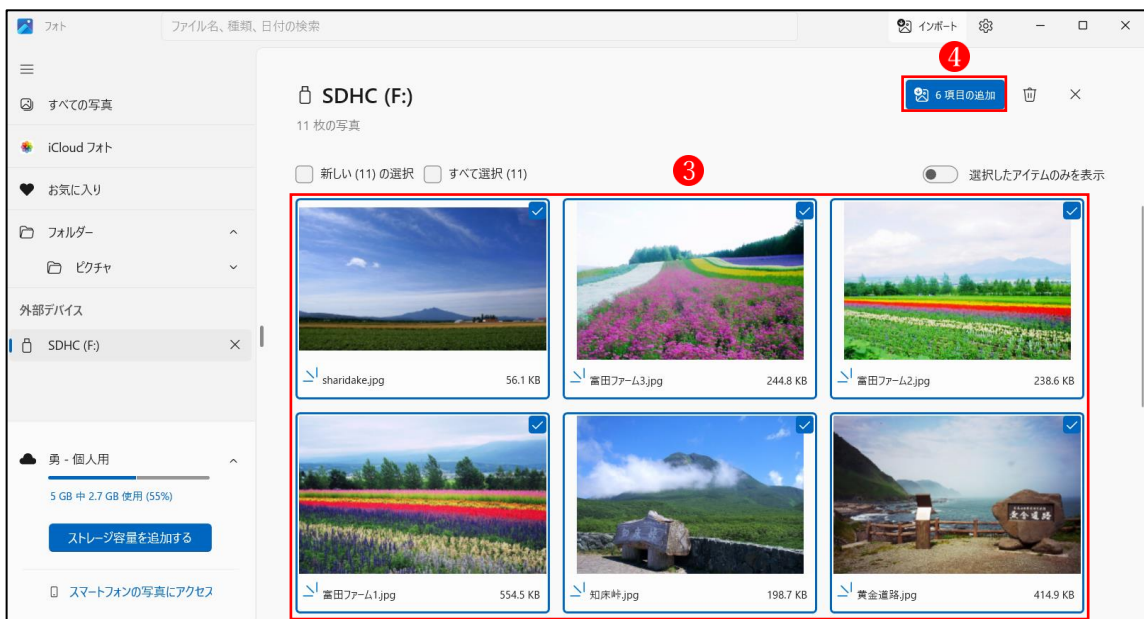 フォト
ファイル名、種類、日付の検索
インポート
すべての写真
iCloud フォト
お気に入り
フォルダー
ピクチャ
外部デバイス
SDHC (F:)
勇 - 個人用
5 GB 中 2.7 GB 使用 (55%)
ストレージ容量を追加する
スマートフォンの写真にアクセス
4
SDHC (F:)
6 項目の追加
11 枚の写真
新しい (11) の選択
すべて選択 (11)
3
選択したアイテムのみを表示
sharidake.jpg 56.1 KB
富田ファーム3.jpg 244.8 KB
富田ファーム2.jpg 238.6 KB
富田ファーム1.jpg 554.5 KB
知床峠.jpg 198.7 KB
黄金道路
黄金道路.jpg 414.9 KB